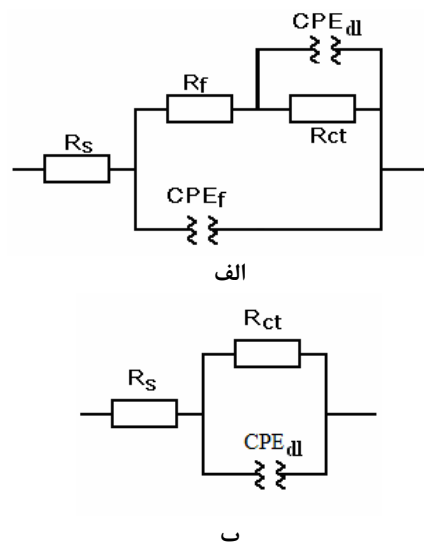 CPEdl
Rf
Rct
Rs
CPEf
الف
Rct
Rs
CPEdl
ب